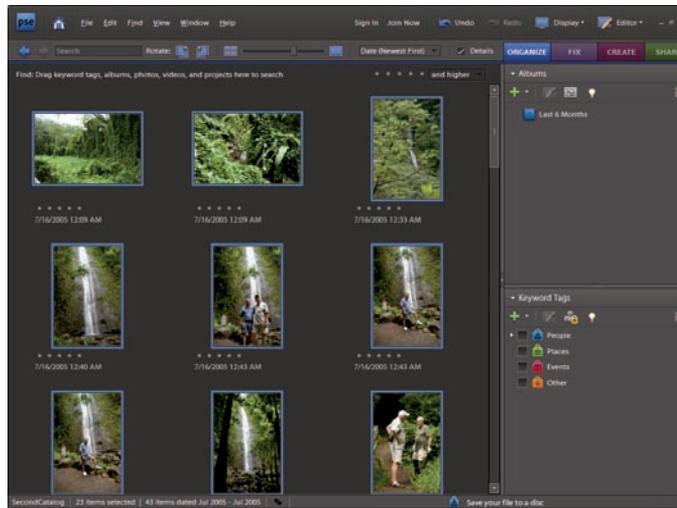 pse File Edit Find View Window Help Sign In Join Now Undo Redo Display Editor
Search Rotate: Date (Newest First) Details ORGANIZE FIX CREATE SHAR
Find: Drag keyword tags, albums, photos, videos, and projects here to search and higher
Albums
Last 6 Months
7/16/2005 12:09 AM 7/16/2005 12:09 AM 7/16/2005 12:33 AM
Keyword Tags
People
Places
Events
Other
7/16/2005 12:40 AM 7/16/2005 12:43 AM 7/16/2005 12:43 AM
SecondCatalog 23 items selected 43 items dated Jul 2005 - Jul 2005 Save your file to a disc